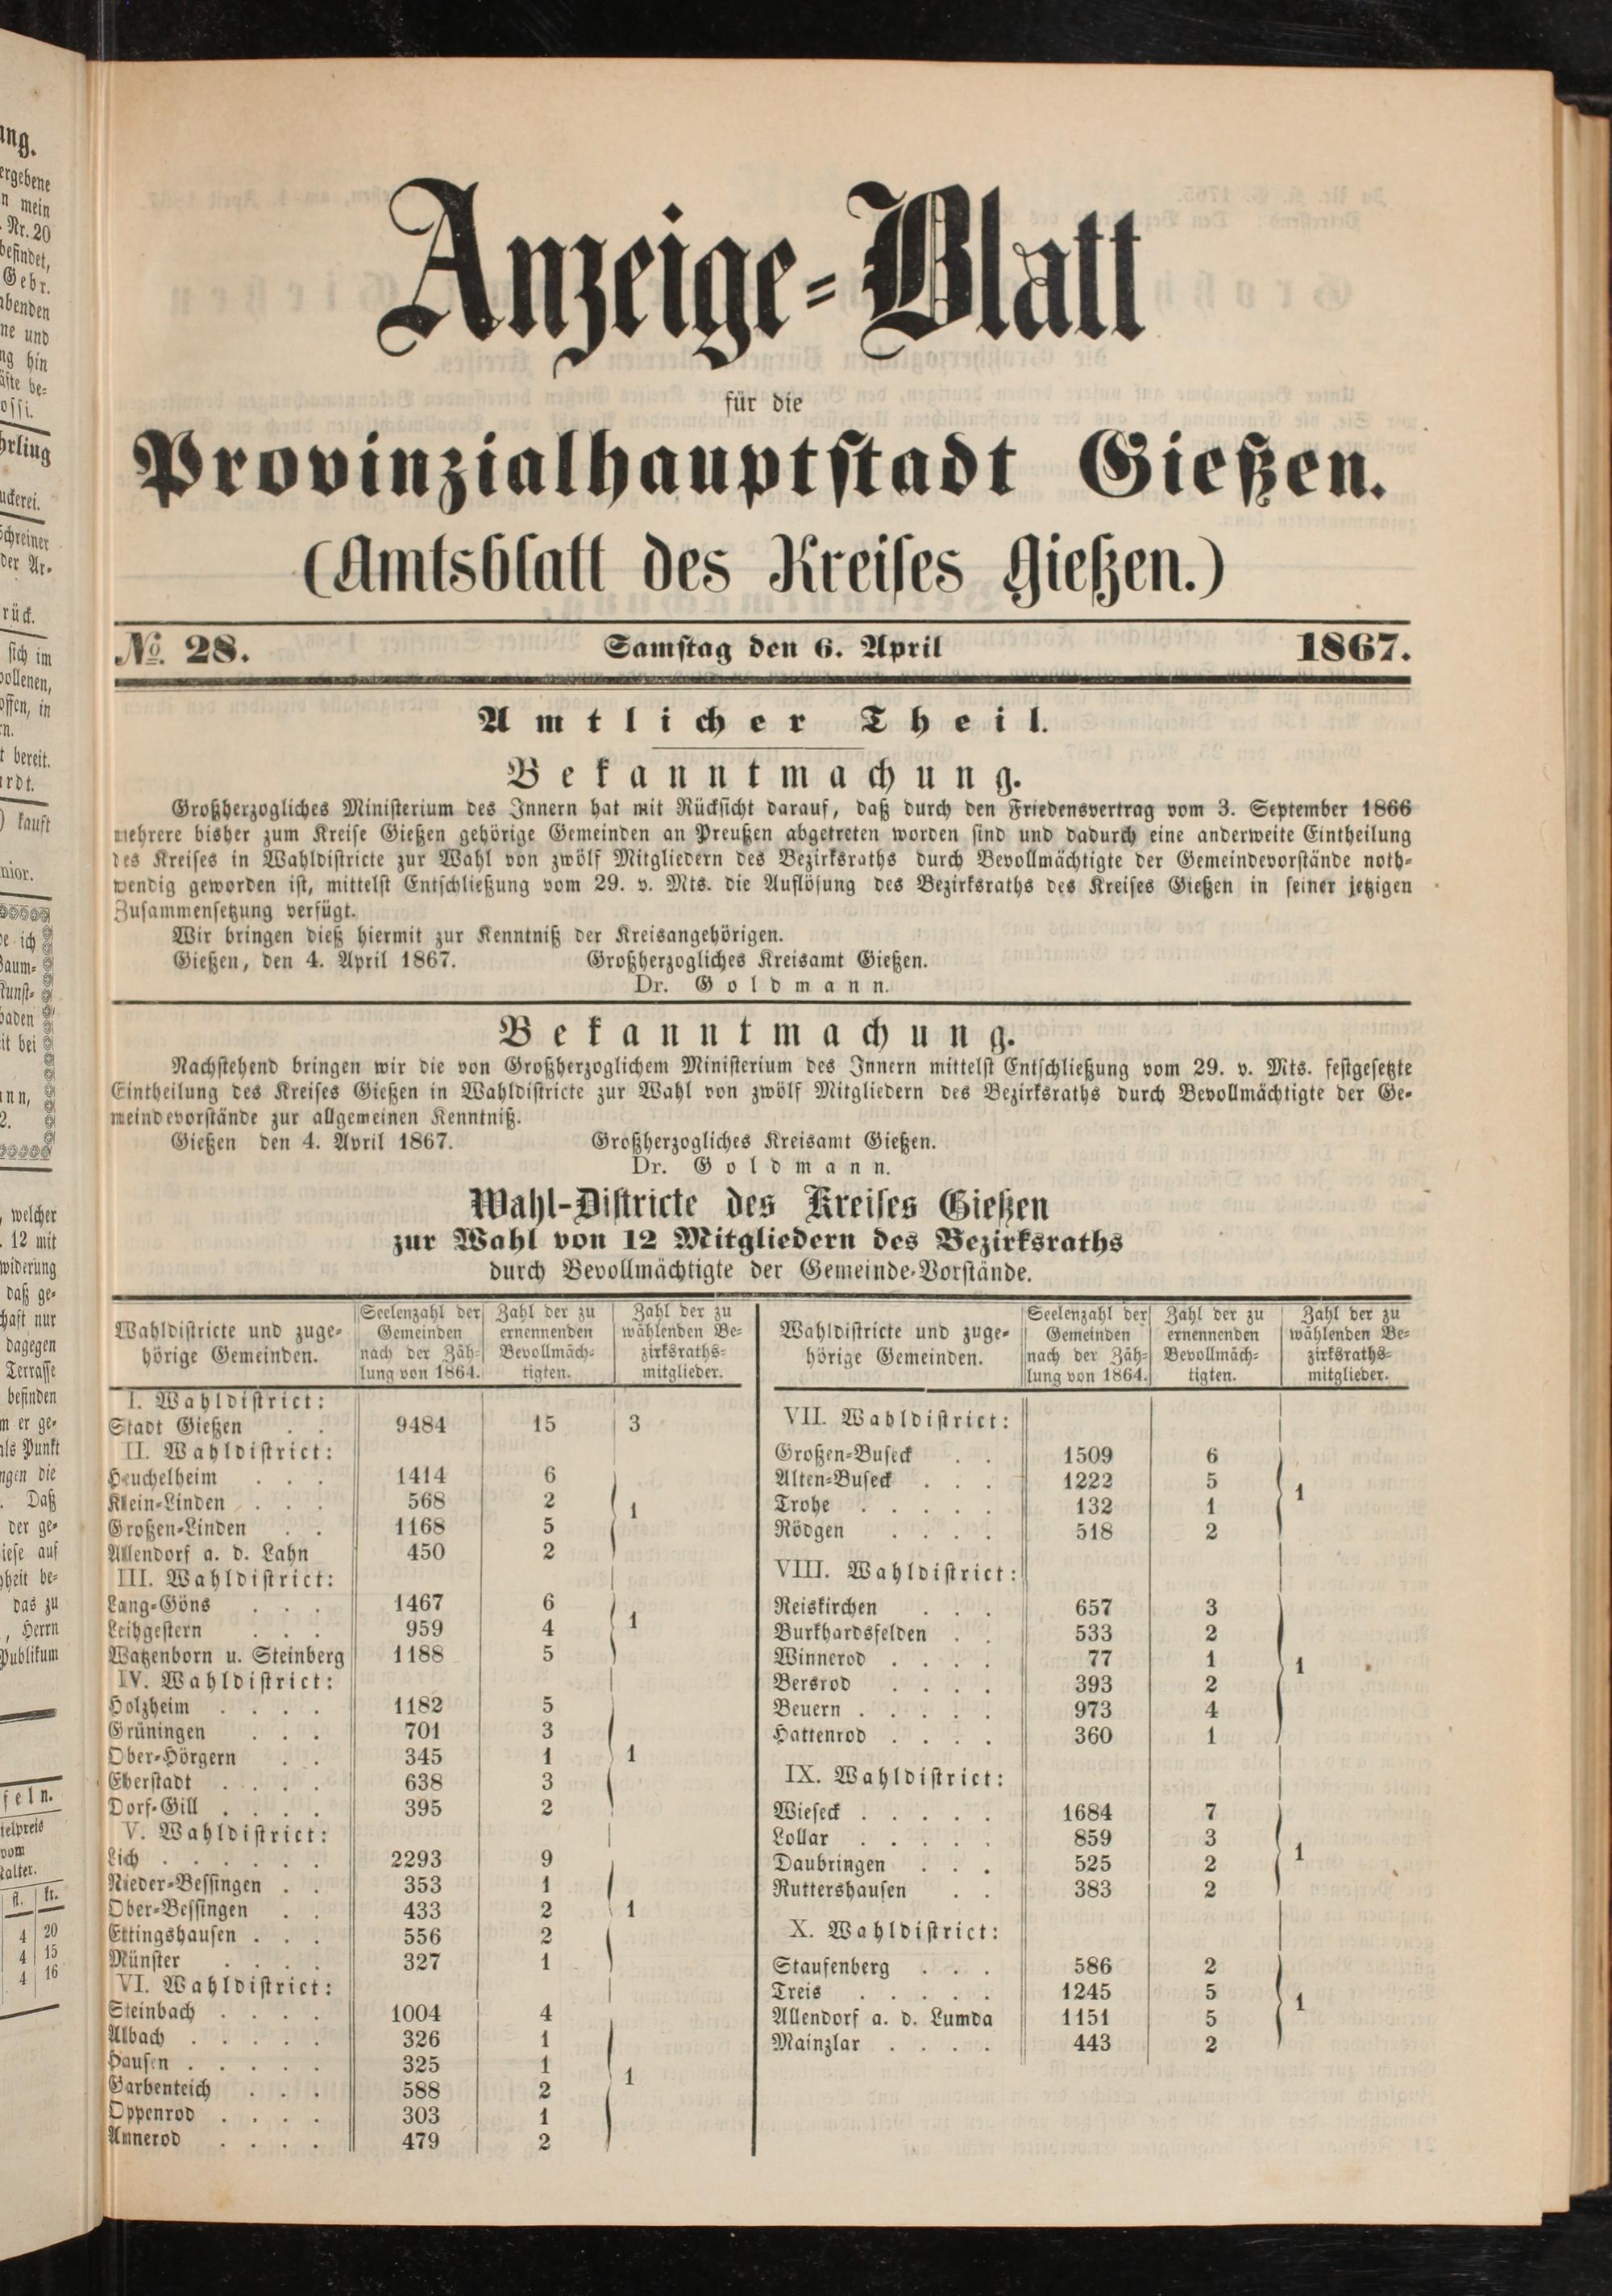 Anzeige-Blatt
für die
Provinzialhauptstadt Gießen.
(Amtsblatt des Kreises Gießen.)
No. 28. Samstag den 6. April 1867.
Amtlicher Theil.
Bekanntmachung.
Großherzogliches Ministerium des Innern hat mit Rücksicht darauf, daß durch den Friedensvertrag vom 3. September 1866
mehrere bisher zum Kreise Gießen gehörige Gemeinden an Preußen abgetreten worden sind und dadurch eine anderweite Eintheilung
des Kreises in Wahldistricte zur Wahl von zwölf Mitgliedern des Bezirksraths durch Bevollmächtigte der Gemeindevorstände noth-
wendig geworden ist, mittelst Entschließung vom 29. v. Mts. die Auflösung des Bezirksraths des Kreises Gießen in seiner jetzigen
Zusammensetzung verfügt.
Wir bringen dieß hiermit zur Kenntniß der Kreisangehörigen.
Gießen, den 4. April 1867. Großherzogliches Kreisamt Gießen.
Dr. Goldmann.
Bekanntmachung.
Nachstehend bringen wir die von Großherzoglichem Ministerium des Innern mittelst Entschließung vom 29. v. Mts. festgesetzte
Eintheilung des Kreises Gießen in Wahldistricte zur Wahl von zwölf Mitgliedern des Bezirksraths durch Bevollmächtigte der Ge-
meindevorstände zur allgemeinen Kenntniß.
Gießen den 4. April 1867. Großherzogliches Kreisamt Gießen.
Dr. Goldmann.
Wahl-Districte des Kreises Gießen
zur Wahl von 12 Mitgliedern des Bezirksraths
durch Bevollmächtigte der Gemeinde-Vorstände.
Wahldistricte und zuge-
hörige Gemeinden.
Seelenzahl der
Gemeinden
nach der Zäh-
lung von 1864.
Zahl der zu
ernennenden
Bevollmäch-
tigten.
Zahl der zu
wählenden Be-
zirksraths-
mitglieder.
I. Wahldistrict:
Stadt Gießen . . 9484 15 3
II. Wahldistrict:
Heuchelheim . . . 1414 6
Klein-Linden . . . 568 2
1
Großen-Linden . . 1168 5
Allendorf a. d. Lahn 450 2
III. Wahldistrict:
Lang-Göns . . . 1467 6
Leihgestern . . . 959 4 1
Watzenborn u. Steinberg 1188 5
IV. Wahldistrict:
Holzheim . . . . 1182 5
Grüningen . . . 701 3
Ober-Hörgern . . 345 1 1
Eberstadt . . . . 638 3
Dorf-Gill . . . . 395 2
V. Wahldistrict:
Lich . . . . . . 2293 9
Nieder-Bessingen . . 353 1
Ober-Bessingen . . 433 2 1
Ettingshausen . . . 556 2
Münster . . . . 327 1
VI. Wahldistrict:
Steinbach . . . . 1004 4
Albach . . . . . 326 1
Hausen . . . . . 325 1
1
Garbenteich . . . 588 2
Oppenrod . . . . 303 1
Annerod . . . . 479 2
Wahldistricte und zuge-
hörige Gemeinden.
Seelenzahl der
Gemeinden
nach der Zäh-
lung von 1864.
Zahl der zu
ernennenden
Bevollmäch-
tigten.
Zahl der zu
wählenden Be-
zirksraths-
mitglieder.
VII. Wahldistrict:
Großen-Buseck . . 1509 6
Alten-Buseck . . . 1222 5
1
Trohe . . . . . 132 1
Rödgen . . . . 518 2
VIII. Wahldistrict:
Reiskirchen . . . 657 3
Burkhardsfelden . . 533 2
Winnerod . . . . 77 1
1
Bersrod . . . . 393 2
Beuern . . . . . 973 4
Hattenrod . . . . 360 1
IX. Wahldistrict:
Wieseck . . . . . 1684 7
Lollar . . . . . 859 3
1
Daubringen . . . 525 2
Ruttershausen . . 383 2
X. Wahldistrict:
Staufenberg . . . 586 2
Treis . . . . . 1245 5
1
Allendorf a. d. Lumda 1151 5
Mainzlar . . . . 443 2